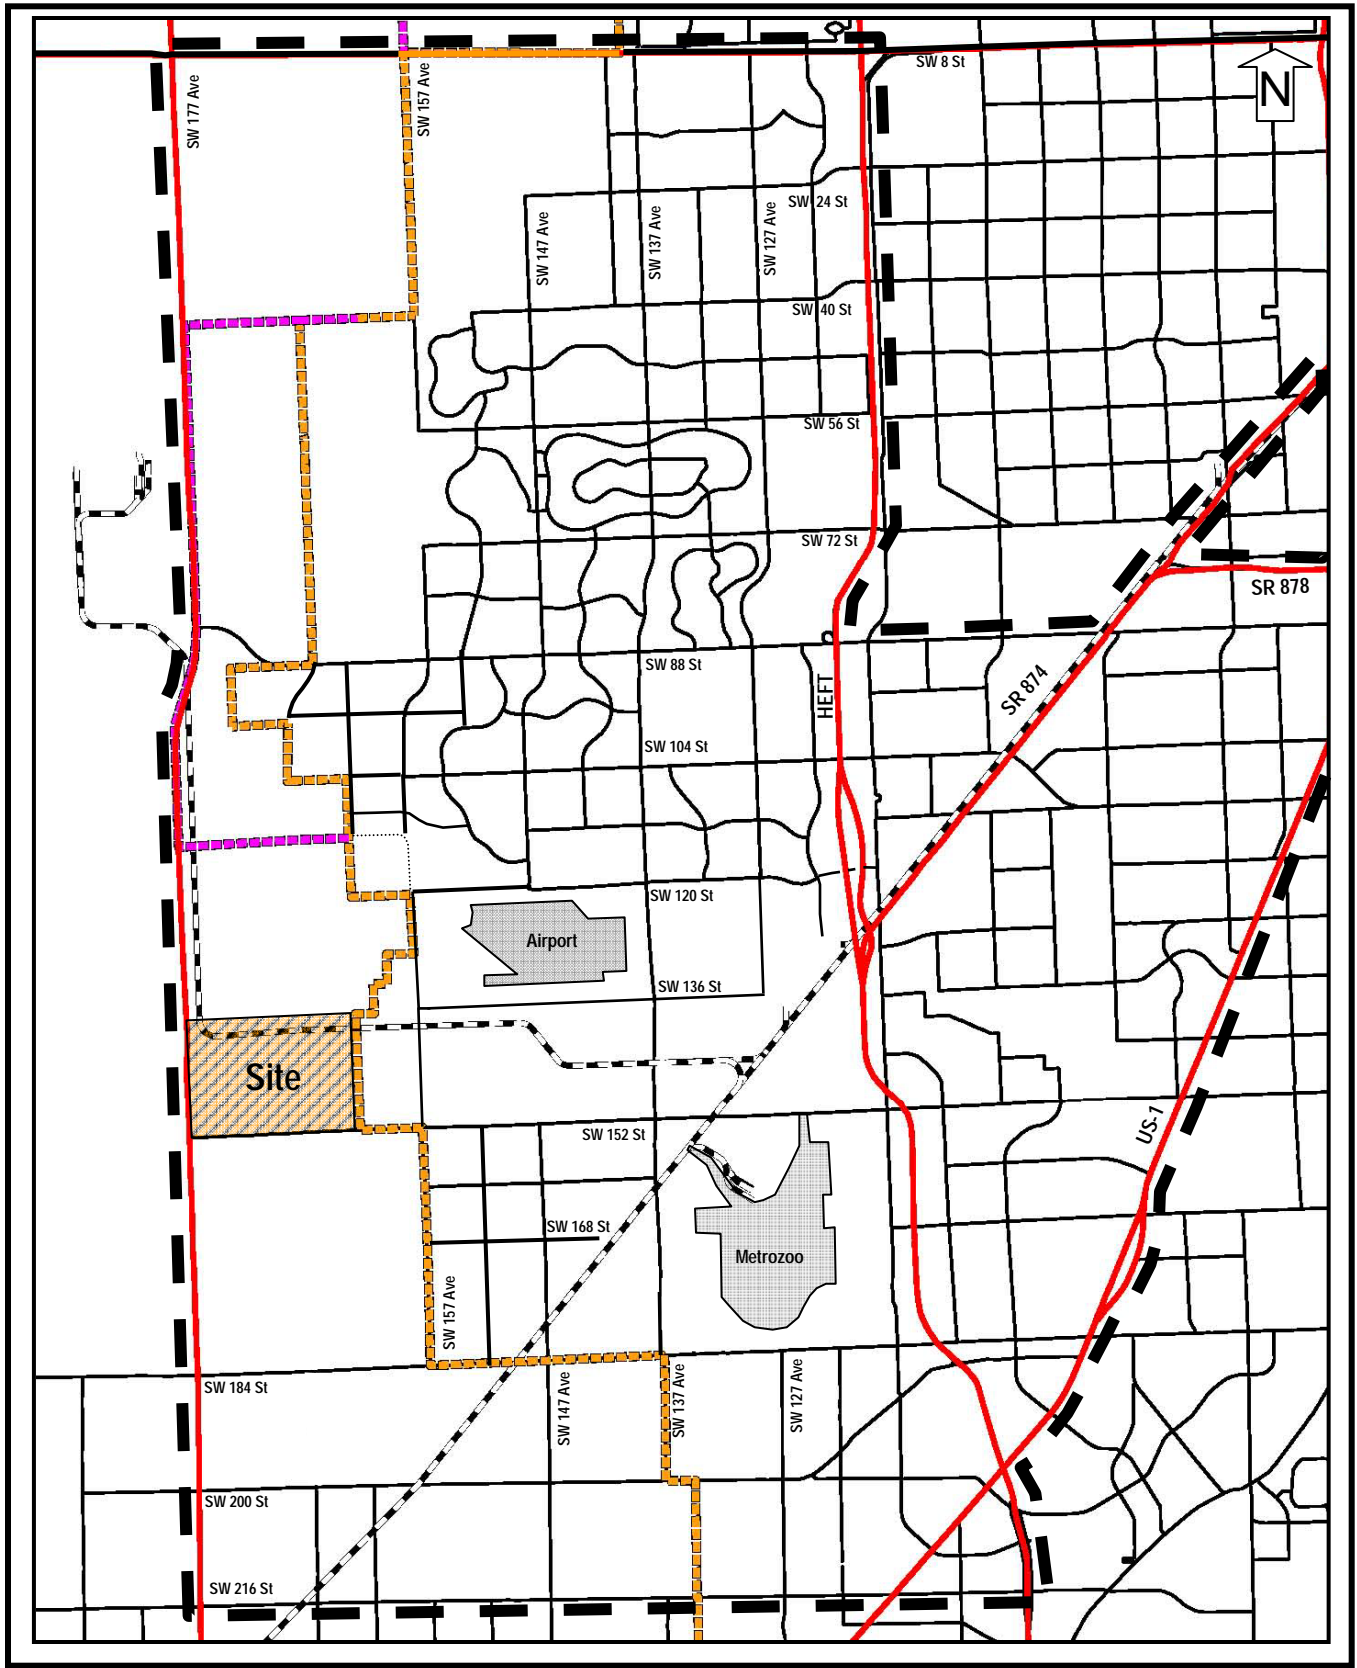 SW 8 St
N
SW 177 Ave
SW 157 Ave
SW 24 St
SW 147 Ave
SW 137 Ave
SW 127 Ave
SW 40 St
SW 56 St
SW 72 St
SR 878
SW 88 St
HEFT
SR 874
SW 104 St
SW 120 St
Airport
SW 136 St
Site
US-1
SW 152 St
SW 168 St
Metrozoo
SW 157 Ave
SW 184 St
SW 147 Ave
SW 137 Ave
SW 127 Ave
SW 200 St
SW 216 St